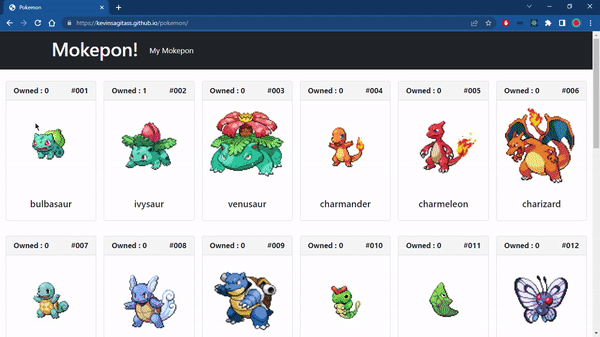 Pokemon
https://kevinsagitass.github.io/pokemon/
Mokepon! My Mokepon
Owned : 0 #001 Owned : 1 #002 Owned : 0 #003 Owned : 0 #004 Owned : 0 #005 Owned : 0 #006
bulbasaur ivysaur venusaur charmander charmeleon charizard
Owned : 0 #007 Owned : 0 #008 Owned : 0 #009 Owned : 0 #010 Owned : 0 #011 Owned : 0 #012